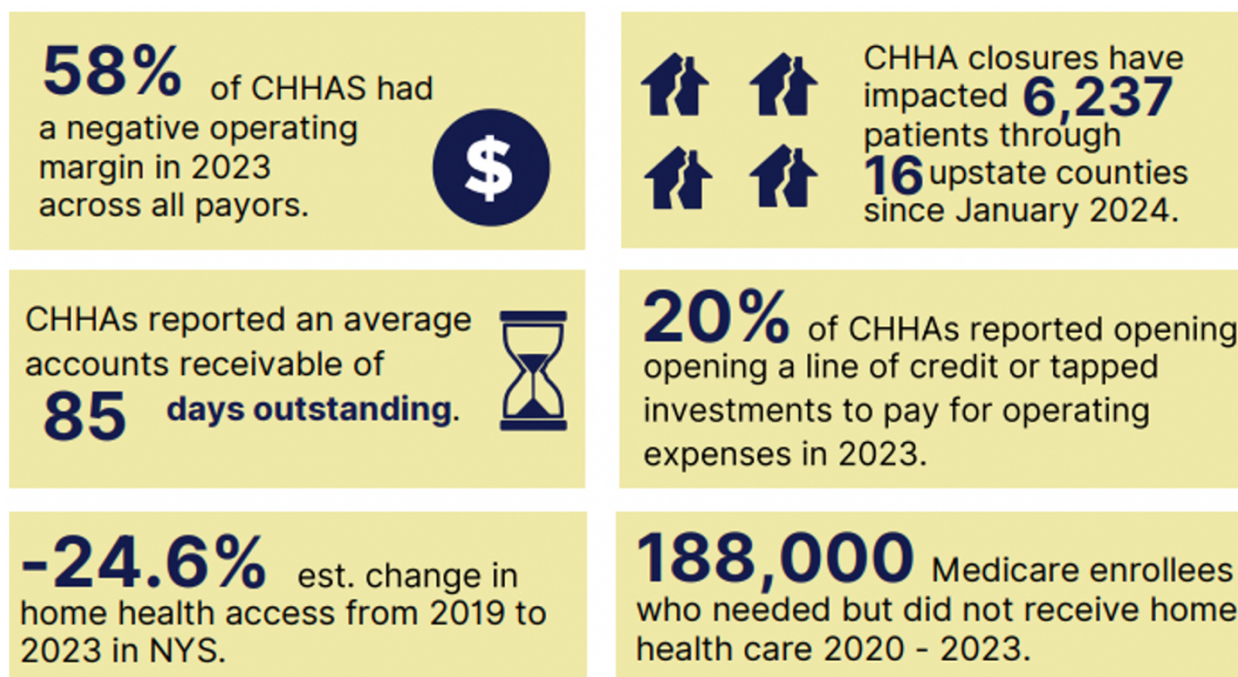 58% of CHHAS had
a negative operating
margin in 2023
across all payors.
$
CHHA closures have
impacted 6,237
patients through
16 upstate counties
since January 2024.
CHHAs reported an average
accounts receivable of
85 days outstanding.
20% of CHHAs reported opening
opening a line of credit or tapped
investments to pay for operating
expenses in 2023.
-24.6% est. change in
home health access from 2019 to
2023 in NYS.
188,000 Medicare enrollees
who needed but did not receive home
health care 2020 - 2023.